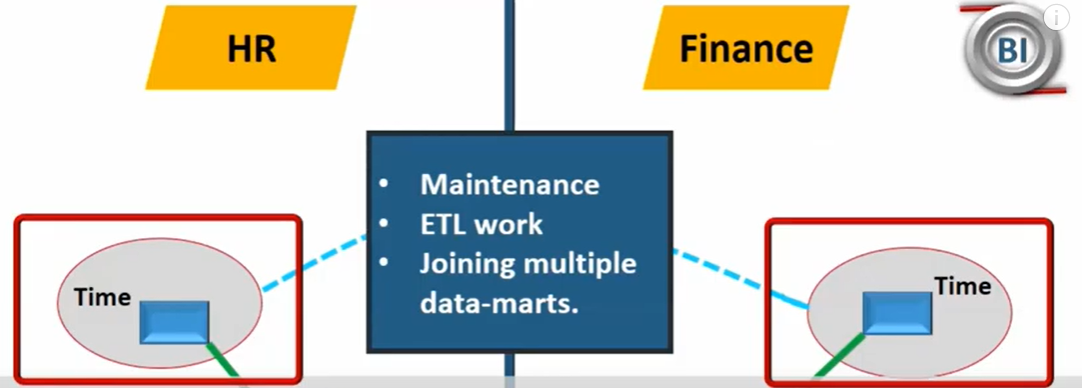 HR
Finance
BI
i
• Maintenance
• ETL work
• Joining multiple
data-marts.
Time
Time